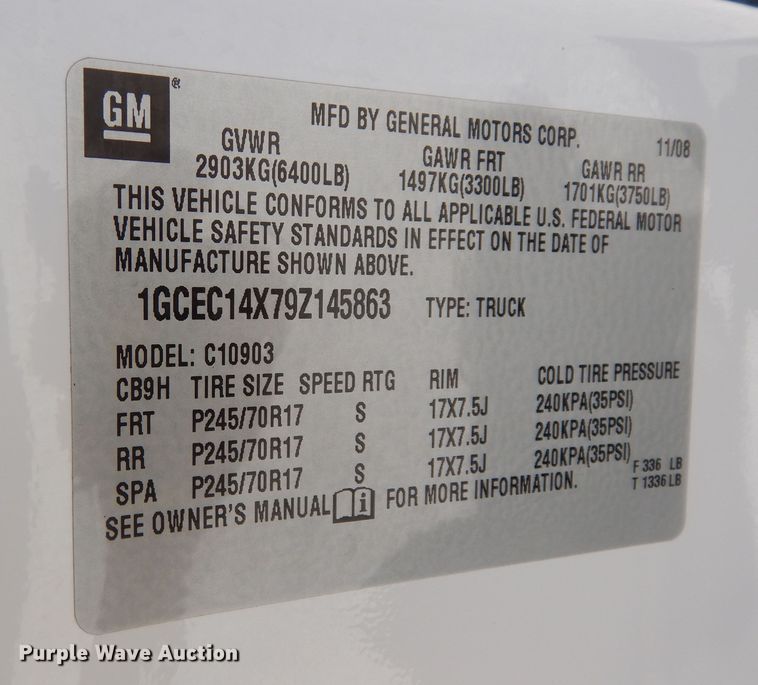 GM ®
MFD BY GENERAL MOTORS CORP. 11/08
GVWR GAWR FRT GAWR RR
2903KG(6400LB) 1497KG(3300LB) 1701KG(3750LB)
THIS VEHICLE CONFORMS TO ALL APPLICABLE U.S. FEDERAL MOTOR
VEHICLE SAFETY STANDARDS IN EFFECT ON THE DATE OF
MANUFACTURE SHOWN ABOVE.
1GCEC14X79Z145863 TYPE: TRUCK
MODEL: C10903
CB9H TIRE SIZE SPEED RTG RIM COLD TIRE PRESSURE
FRT P245/70R17 S 17X7.5J 240KPA(35PSI)
RR P245/70R17 S 17X7.5J 240KPA(35PSI)
SPA P245/70R17 S 17X7.5J 240KPA(35PSI)
F 336 LB
T 1336 LB
SEE OWNER'S MANUAL i FOR MORE INFORMATION.
Purple Wave Auction